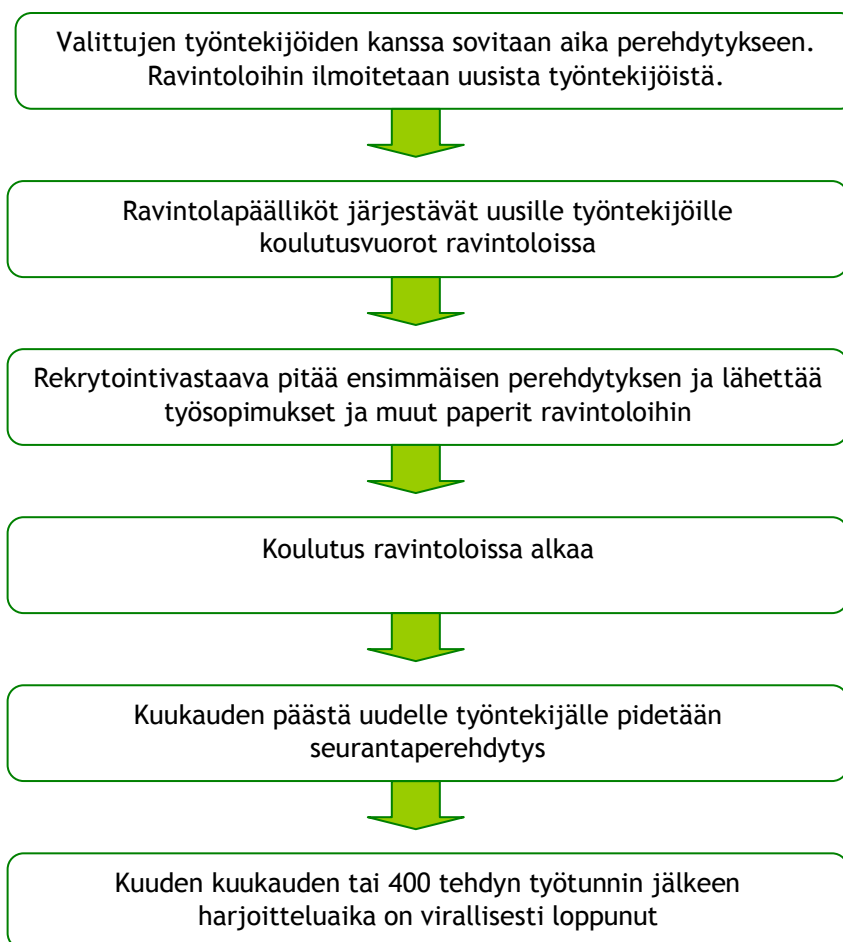 Valittujen työntekijöiden kanssa sovitaan aika perehdytykseen.
Ravintoloihin ilmoitetaan uusista työntekijöistä.
Ravintolapäälliköt järjestävät uusille työntekijöille
koulutusvuorot ravintoloissa
Rekrytointivastaava pitää ensimmäisen perehdytyksen ja lähettää
työsopimukset ja muut paperit ravintoloihin
Koulutus ravintoloissa alkaa
Kuukauden päästä uudelle työntekijälle pidetään
seurantaperehdytys
Kuuden kuukauden tai 400 tehdyn työtunnin jälkeen
harjoitteluaika on virallisesti loppunut